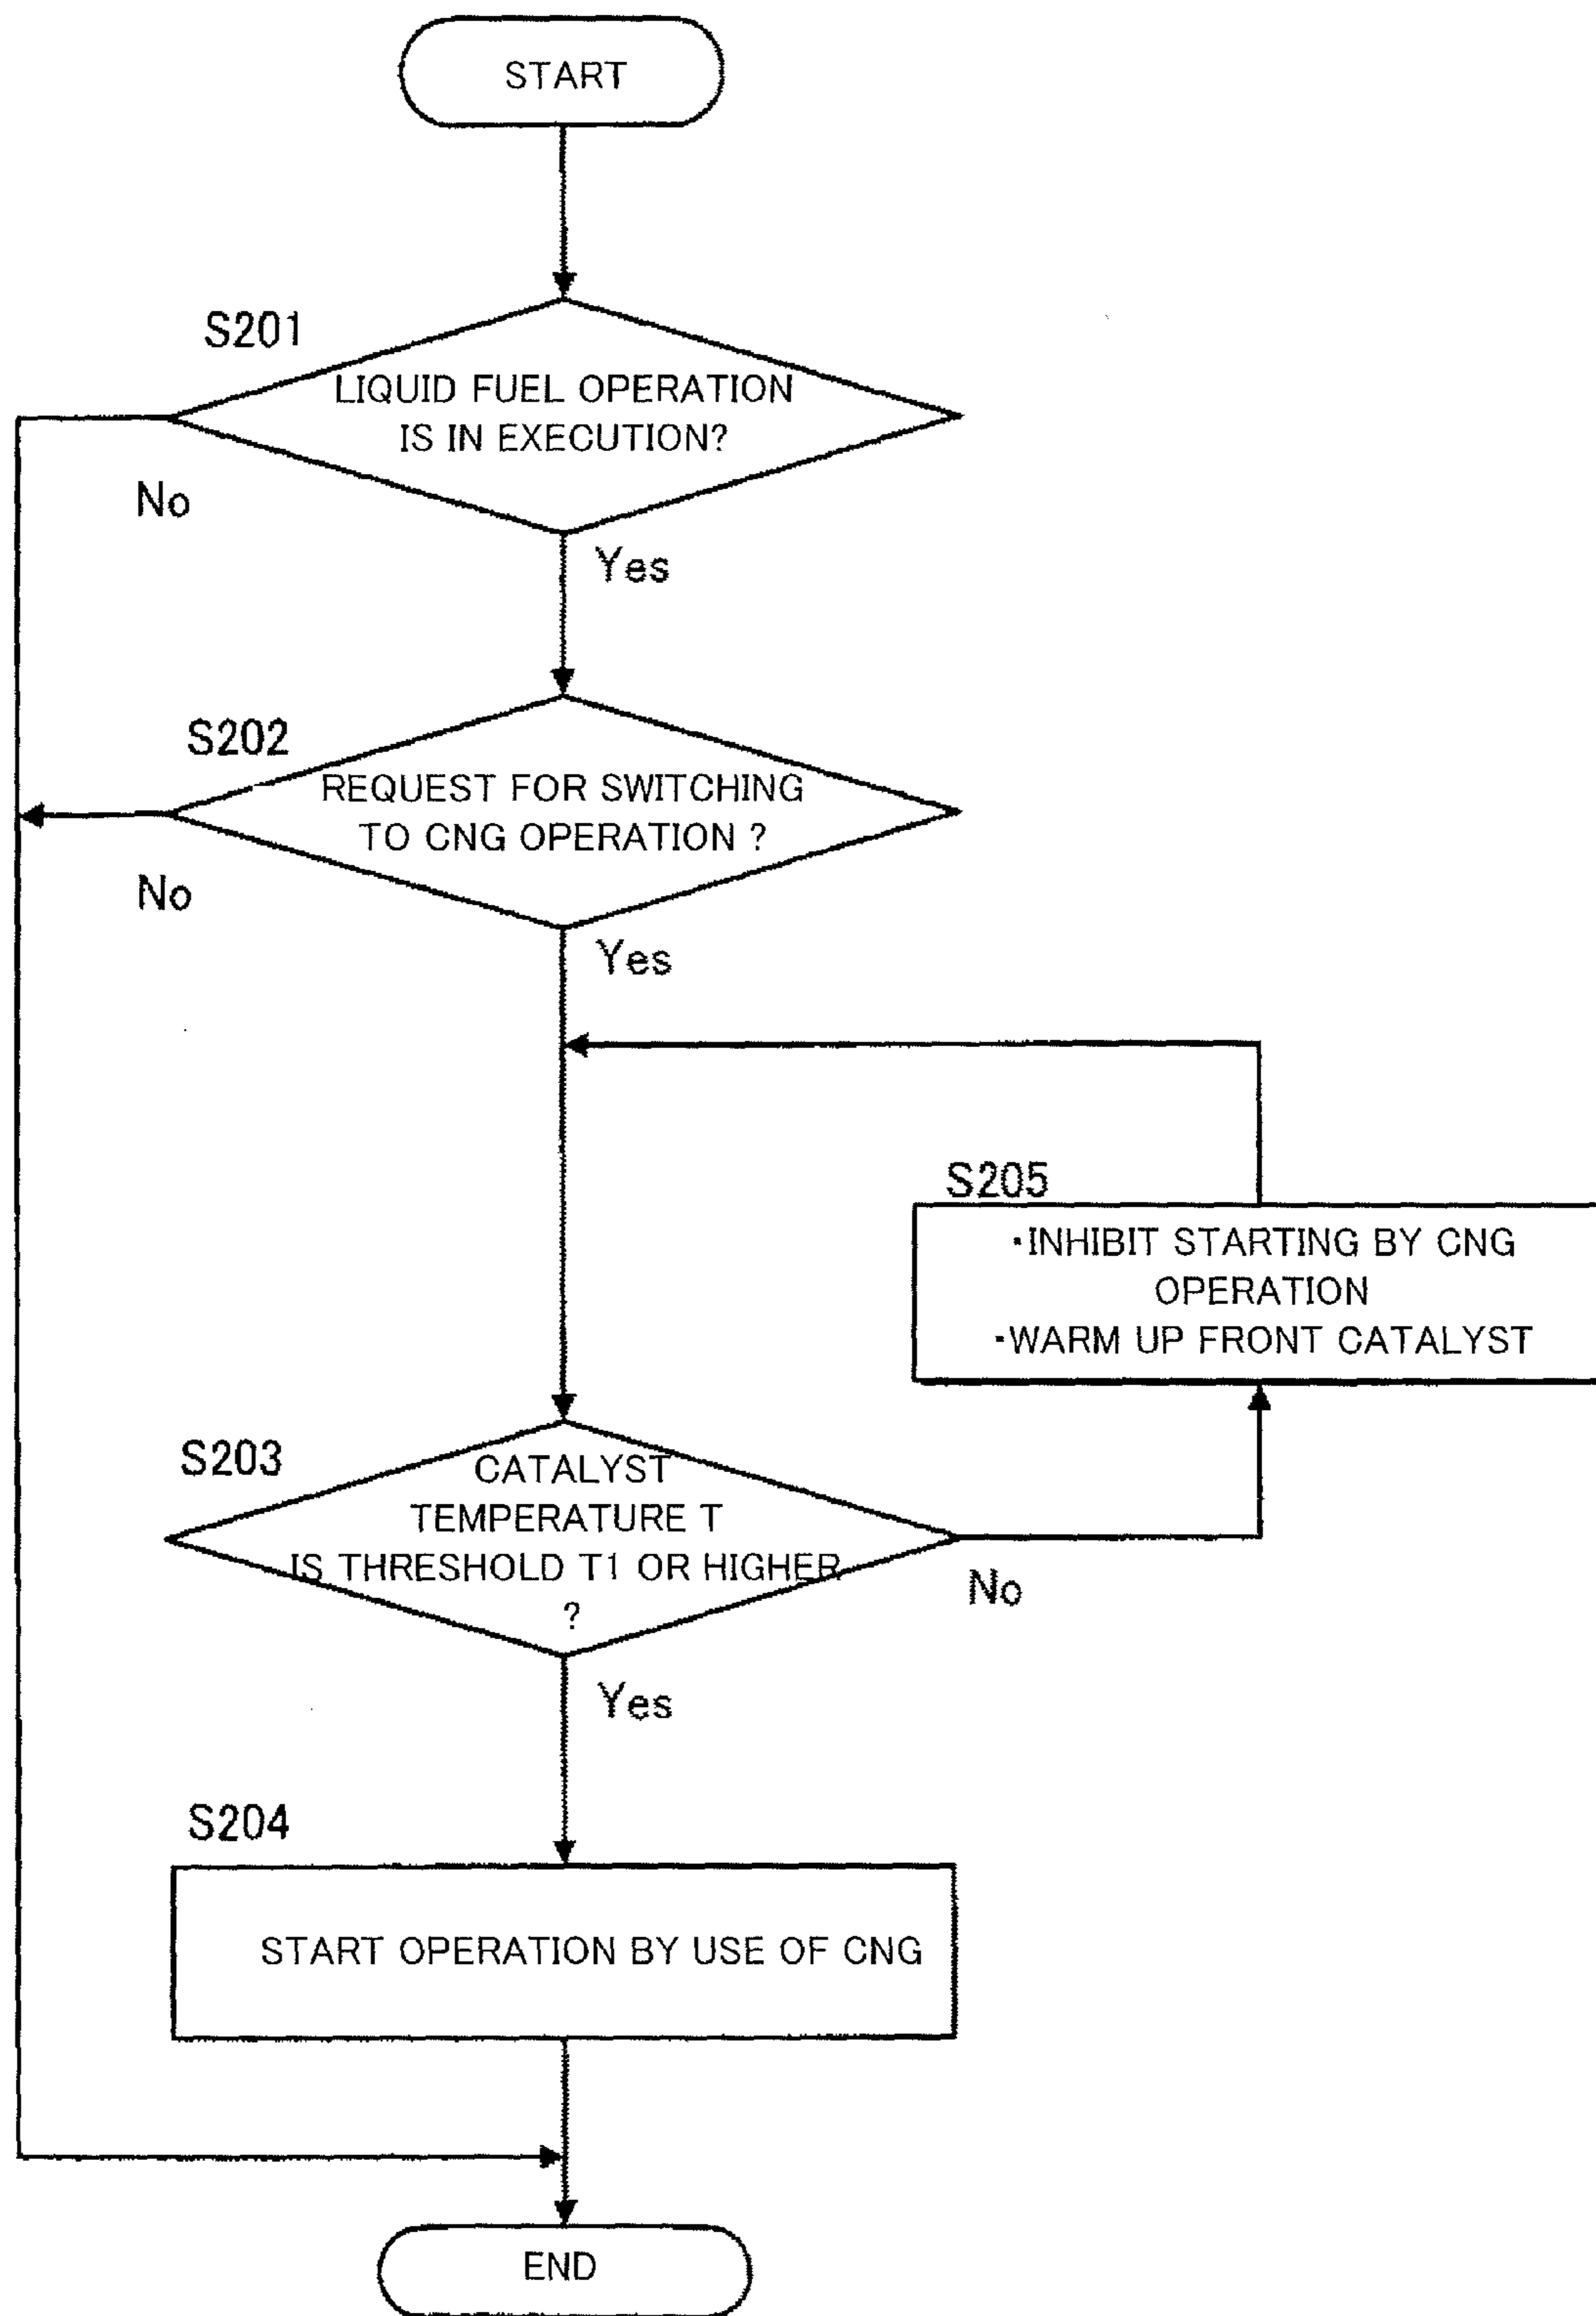 START
S201
LIQUID FUEL OPERATION
IS IN EXECUTION?
No
Yes
S202
REQUEST FOR SWITCHING
TO CNG OPERATION ?
No
Yes
S205
・INHIBIT STARTING BY CNG
OPERATION
・WARM UP FRONT CATALYST
S203
CATALYST
TEMPERATURE T
IS THRESHOLD T1 OR HIGHER
?
No
Yes
S204
START OPERATION BY USE OF CNG
END